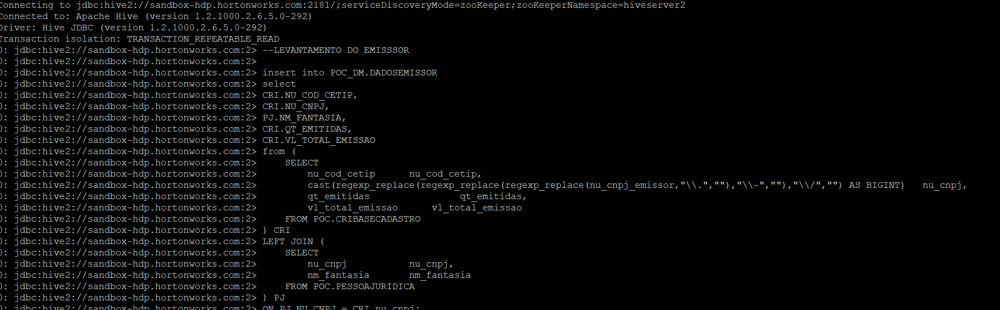 Connecting to jdbc:hive2://sandbox-hdp.hortonworks.com:2181/;serviceDiscoveryMode=zooKeeper;zooKeeperNamespace=hiveserver2
Connected to: Apache Hive (version 1.2.1000.2.6.5.0-292)
Driver: Hive JDBC (version 1.2.1000.2.6.5.0-292)
Transaction isolation: TRANSACTION_REPEATABLE_READ
0: jdbc:hive2://sandbox-hdp.hortonworks.com:2> --LEVANTAMENTO DO EMISSSOR
0: jdbc:hive2://sandbox-hdp.hortonworks.com:2>
0: jdbc:hive2://sandbox-hdp.hortonworks.com:2> insert into POC_DM.DADOSEMISSOR
0: jdbc:hive2://sandbox-hdp.hortonworks.com:2> select
0: jdbc:hive2://sandbox-hdp.hortonworks.com:2> CRI.NU_COD_CETIP,
0: jdbc:hive2://sandbox-hdp.hortonworks.com:2> CRI.NU_CNPJ,
0: jdbc:hive2://sandbox-hdp.hortonworks.com:2> PJ.NM_FANTASIA,
0: jdbc:hive2://sandbox-hdp.hortonworks.com:2> CRI.QT_EMITIDAS,
0: jdbc:hive2://sandbox-hdp.hortonworks.com:2> CRI.VL_TOTAL_EMISSAO
0: jdbc:hive2://sandbox-hdp.hortonworks.com:2> from (
0: jdbc:hive2://sandbox-hdp.hortonworks.com:2>     SELECT
0: jdbc:hive2://sandbox-hdp.hortonworks.com:2>         nu_cod_cetip      nu_cod_cetip,
0: jdbc:hive2://sandbox-hdp.hortonworks.com:2>         cast(regexp_replace(regexp_replace(regexp_replace(nu_cnpj_emissor,"\\.",""),"\\-",""),"\\/","") AS BIGINT)   nu_cnpj,
0: jdbc:hive2://sandbox-hdp.hortonworks.com:2>         qt_emitidas                qt_emitidas,
0: jdbc:hive2://sandbox-hdp.hortonworks.com:2>         vl_total_emissao      vl_total_emissao
0: jdbc:hive2://sandbox-hdp.hortonworks.com:2>     FROM POC.CRIBASECADASTRO
0: jdbc:hive2://sandbox-hdp.hortonworks.com:2> ) CRI
0: jdbc:hive2://sandbox-hdp.hortonworks.com:2> LEFT JOIN (
0: jdbc:hive2://sandbox-hdp.hortonworks.com:2>     SELECT
0: jdbc:hive2://sandbox-hdp.hortonworks.com:2>         nu_cnpj           nu_cnpj,
0: jdbc:hive2://sandbox-hdp.hortonworks.com:2>         nm_fantasia       nm_fantasia
0: jdbc:hive2://sandbox-hdp.hortonworks.com:2>     FROM POC.PESSOAJURIDICA
0: jdbc:hive2://sandbox-hdp.hortonworks.com:2> ) PJ
0: jdbc:hive2://sandbox-hdp.hortonworks.com:2> ON PJ.NU_CNPJ = CRI.nu_cnpj;